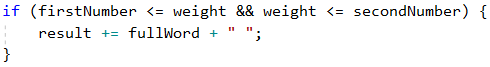 if (firstNumber <= weight && weight <= secondNumber) {
    result += fullWord + " ";
}